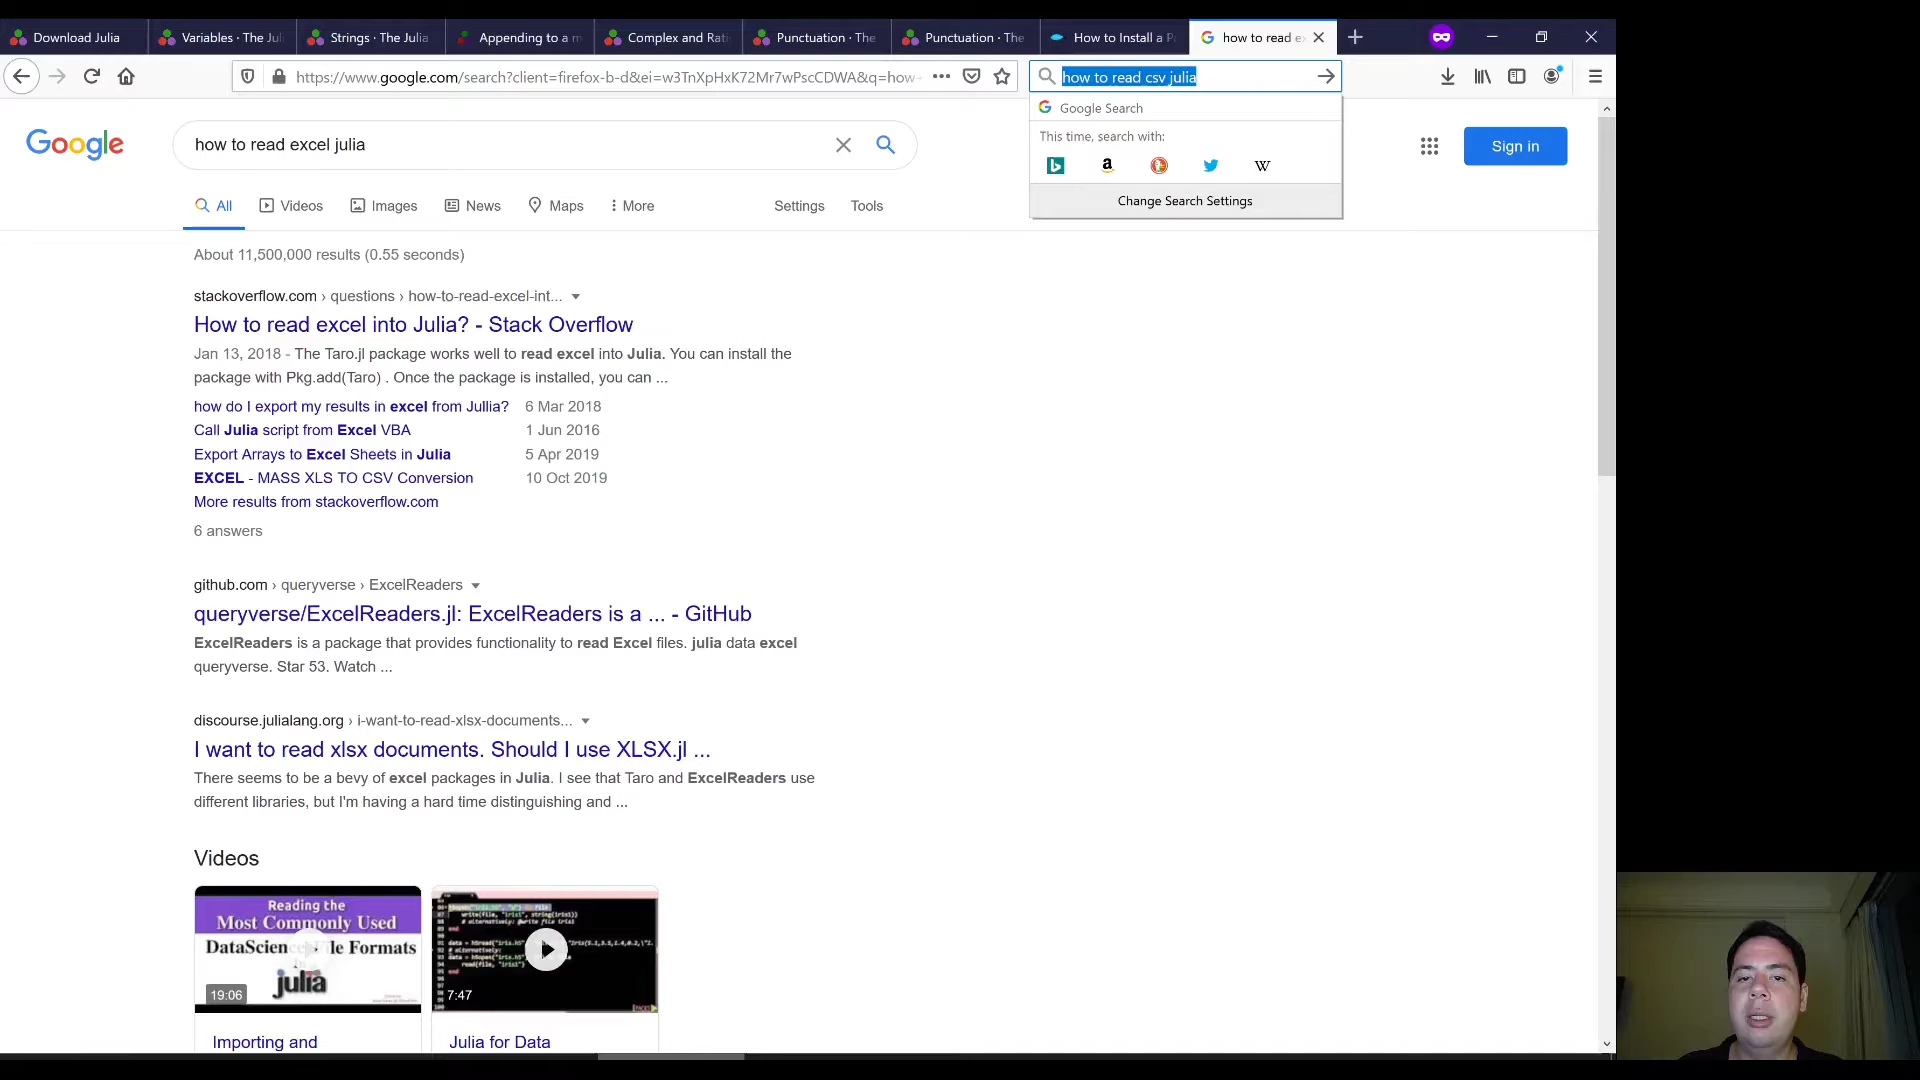 Download Julia
Variables · The Jul
Strings · The Julia
Appending to a m
Complex and Rati
Punctuation · The
Punctuation · The
How to Install a P
how to read e
https://www.google.com/search?client=firefox-b-d&ei=w3TnXpHxK72Mr7wPscCDWA&q=how
how to read csv julia
Google Search
This time, search with:
Change Search Settings
Google
how to read excel julia
Sign in
All
Videos
Images
News
Maps
More
Settings
Tools
About 11,500,000 results (0.55 seconds)
stackoverflow.com › questions › how-to-read-excel-int...
How to read excel into Julia? - Stack Overflow
Jan 13, 2018 - The Taro.jl package works well to read excel into Julia. You can install the
package with Pkg.add(Taro) . Once the package is installed, you can ...
how do I export my results in excel from Jullia? 6 Mar 2018
Call Julia script from Excel VBA 1 Jun 2016
Export Arrays to Excel Sheets in Julia 5 Apr 2019
EXCEL - MASS XLS TO CSV Conversion 10 Oct 2019
More results from stackoverflow.com
6 answers
github.com › queryverse › ExcelReaders
queryverse/ExcelReaders.jl: ExcelReaders is a ... - GitHub
ExcelReaders is a package that provides functionality to read Excel files. julia data excel
queryverse. Star 53. Watch ...
discourse.julialang.org › i-want-to-read-xlsx-documents...
I want to read xlsx documents. Should I use XLSX.jl ...
There seems to be a bevy of excel packages in Julia. I see that Taro and ExcelReaders use
different libraries, but I'm having a hard time distinguishing and ...
Videos
Reading the
Most Commonly Used
DataScience File Formats
julia
19:06
7:47
Importing and
Julia for Data